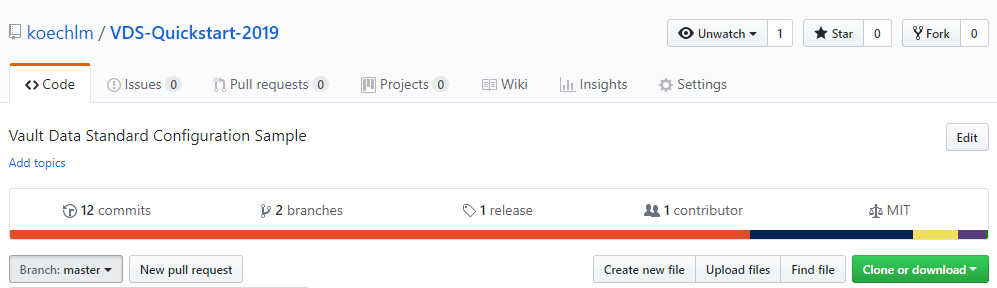 koechlm / VDS-Quickstart-2019 Unwatch 1 Star 0 Fork 0
Code Issues 0 Pull requests 0 Projects 0 Wiki Insights Settings
Vault Data Standard Configuration Sample Edit
Add topics
12 commits 2 branches 1 release 1 contributor MIT
Branch: master New pull request Create new file Upload files Find file Clone or download